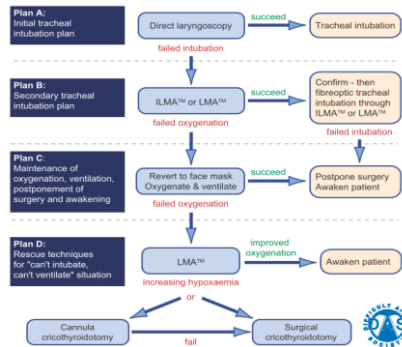 Plan A:
Initial tracheal
intubation plan
Direct laryngoscopy
succeed
Tracheal intubation
failed intubation
Plan B:
Secondary tracheal
intubation plan
ILMA™ or LMA™
succeed
Confirm - then
fibreoptic tracheal
intubation through
ILMA™ or LMA™
failed oxygenation
failed intubation
Plan C:
Maintenance of
oxygenation, ventilation,
postponement of
surgery and awakening
Revert to face mask
Oxygenate & ventilate
succeed
Postpone surgery
Awaken patient
failed oxygenation
Plan D:
Rescue techniques
for "can't intubate,
can't ventilate" situation
LMA™
improved
oxygenation
Awaken patient
increasing hypoxaemia
or
Cannula
cricothyroidotomy
fail
Surgical
cricothyroidotomy
DIFFICULT
SOCIETY